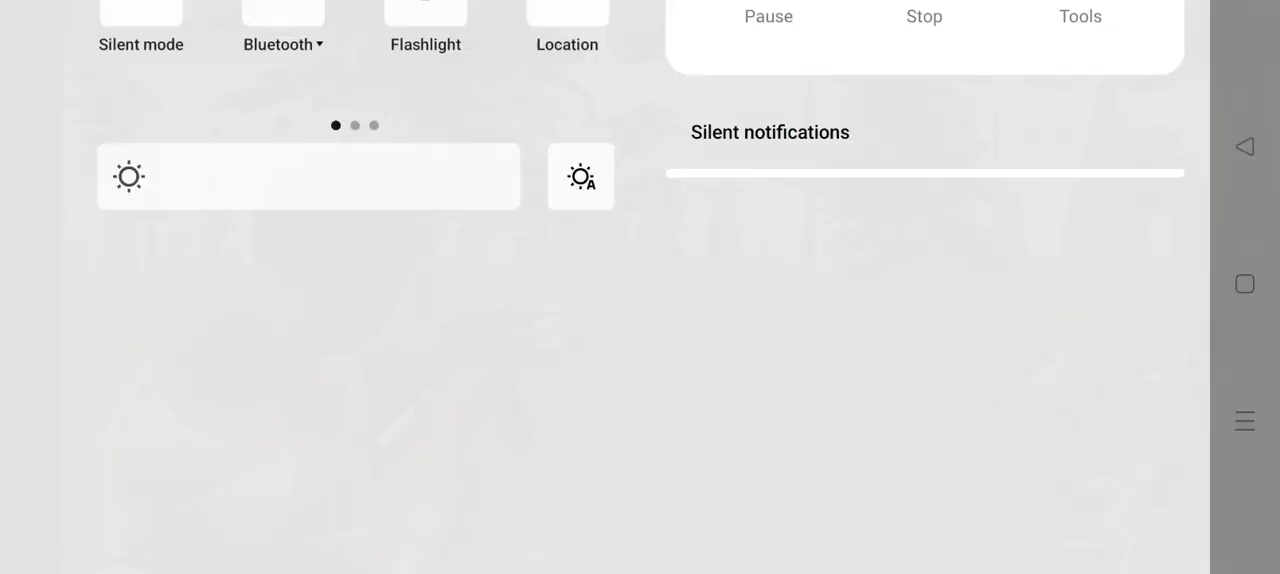 Pause Stop Tools
Silent mode Bluetooth Flashlight Location
Silent notifications
A